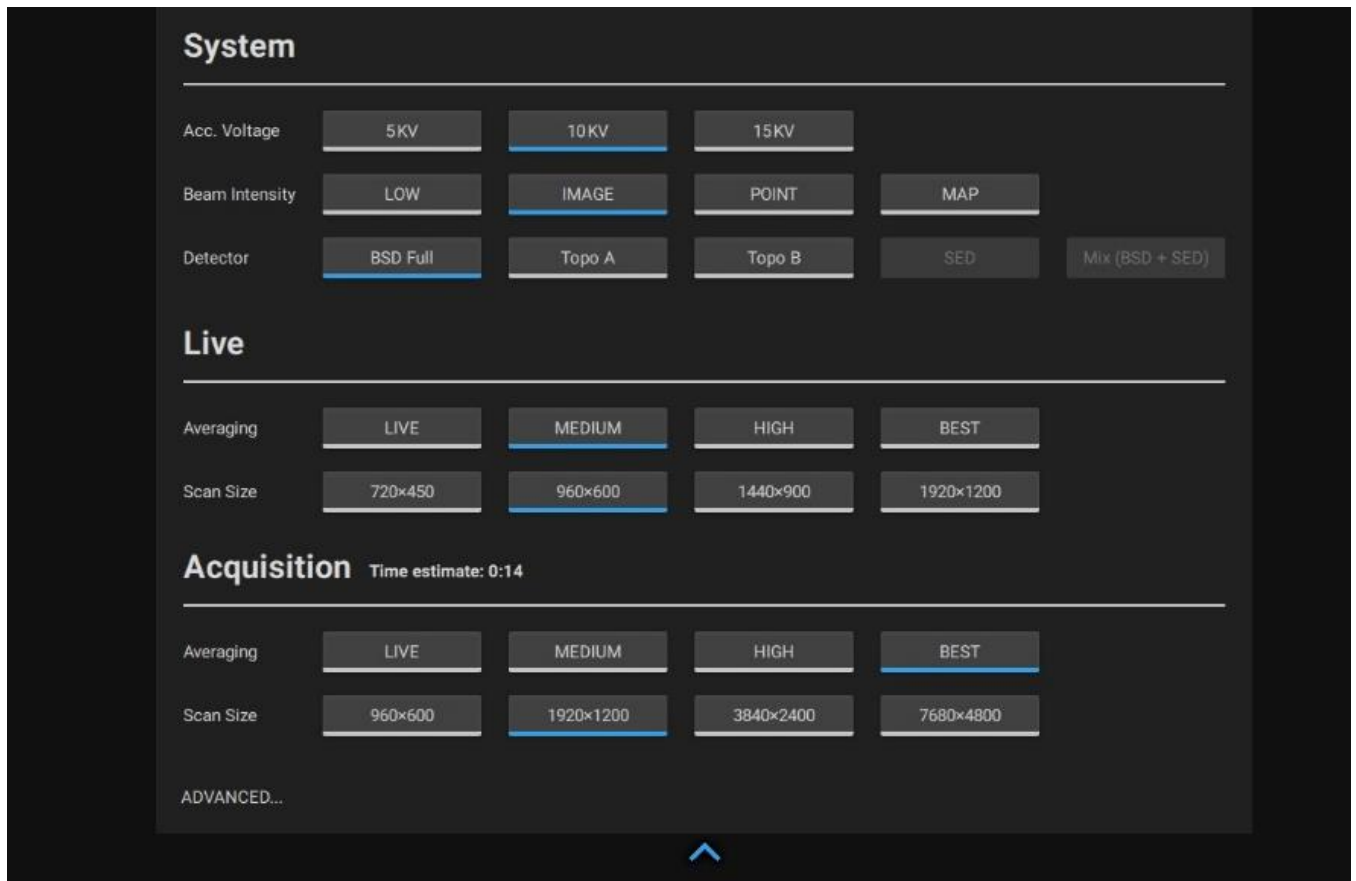 System
Acc. Voltage 5KV 10KV 15KV
Beam Intensity LOW IMAGE POINT MAP
Detector BSD Full Topo A Topo B SED Mix (BSD + SED)
Live
Averaging LIVE MEDIUM HIGH BEST
Scan Size 720×450 960×600 1440×900 1920×1200
Acquisition Time estimate: 0:14
Averaging LIVE MEDIUM HIGH BEST
Scan Size 960×600 1920×1200 3840×2400 7680×4800
ADVANCED...